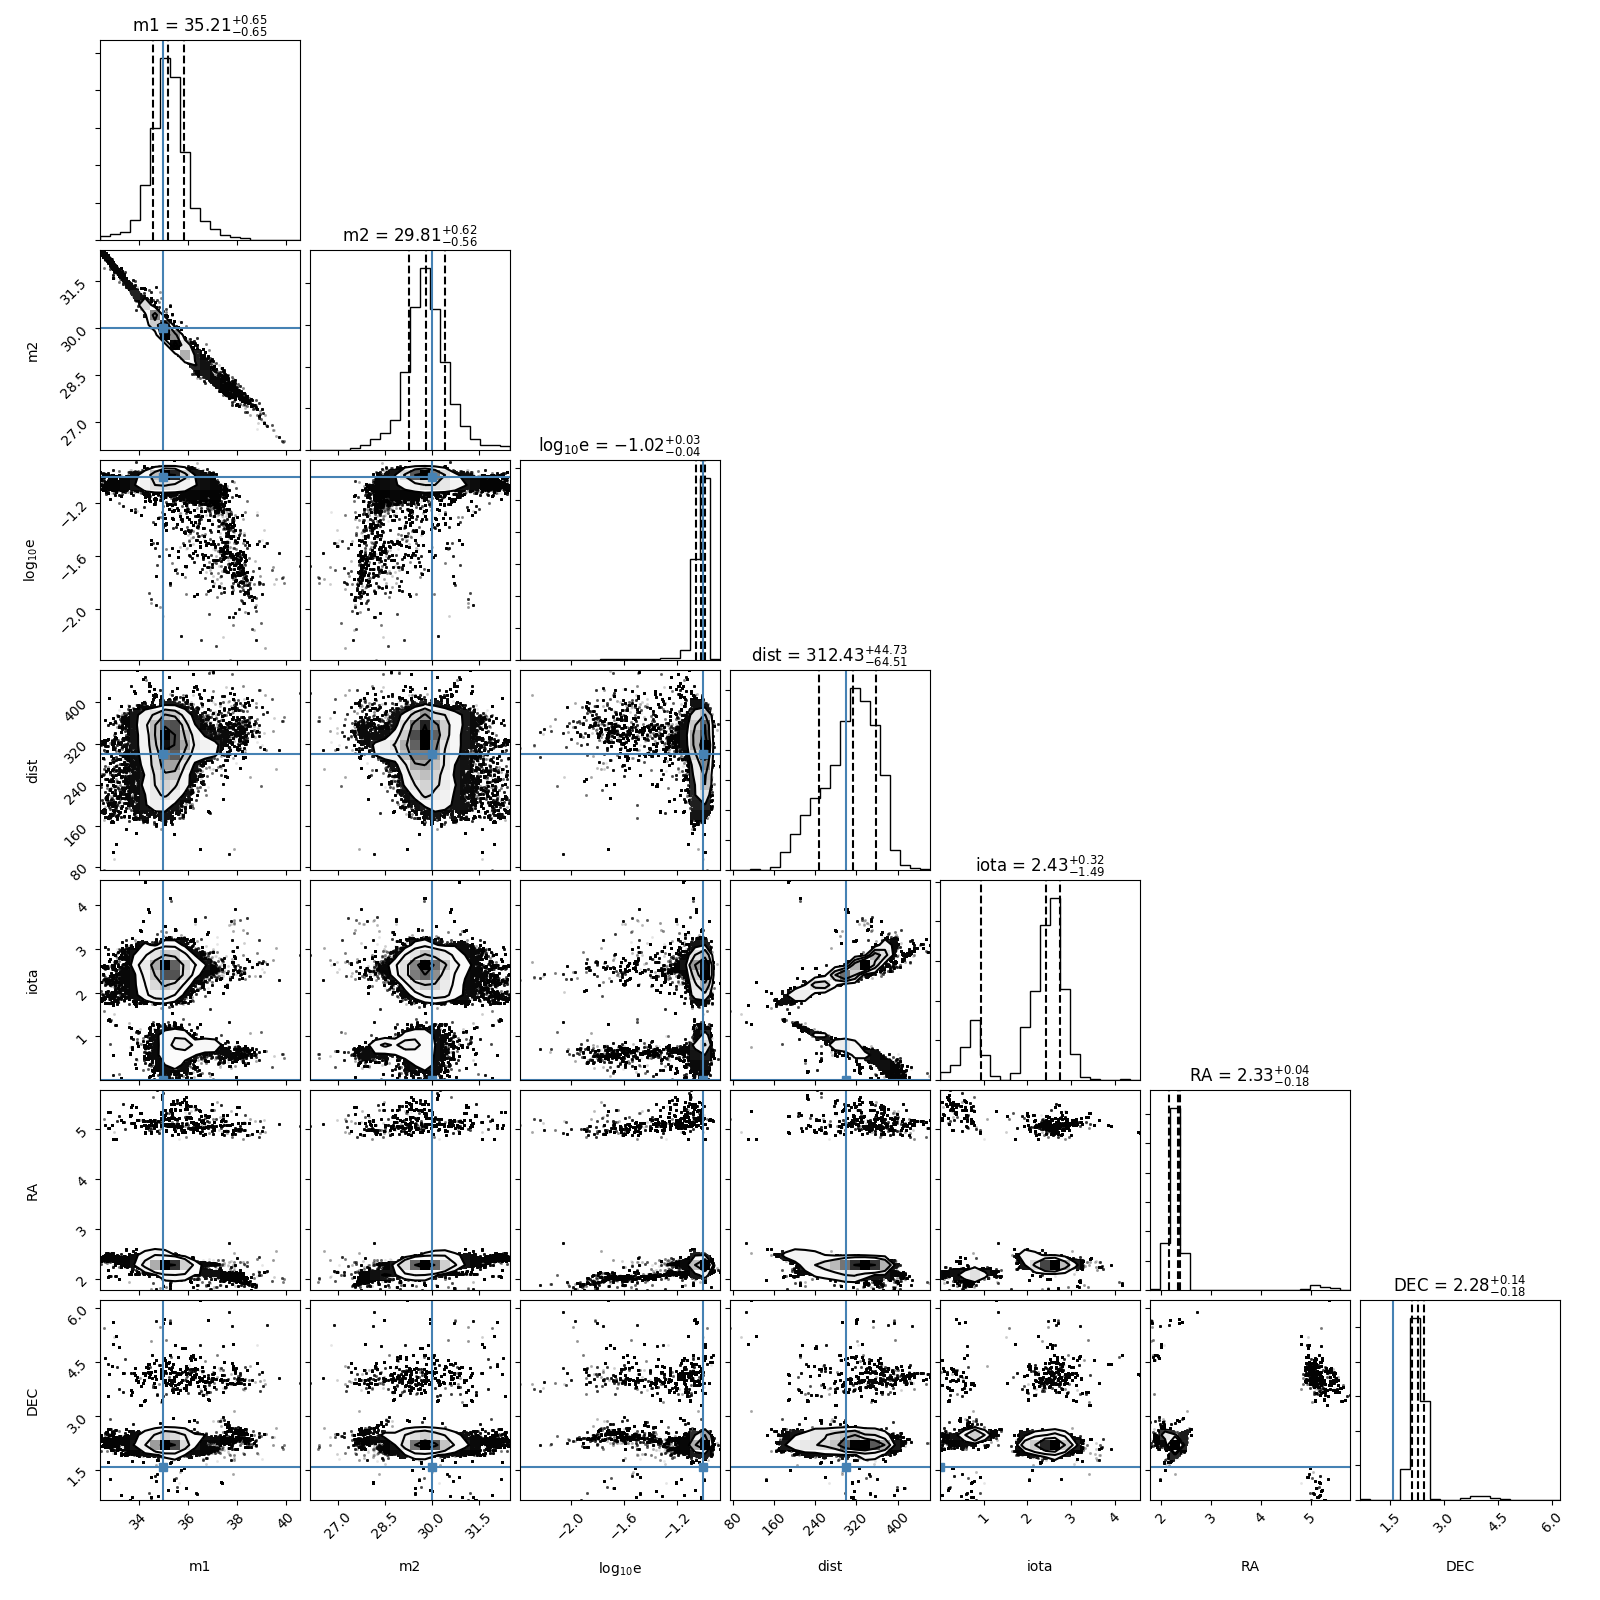 m1 = 35.21+0.65−0.65
m2 = 29.81+0.62−0.56
log10e = −1.02+0.03−0.04
dist = 312.43+44.73−64.51
iota = 2.43+0.32−1.49
RA = 2.33+0.04−0.18
DEC = 2.28+0.14−0.18
m2
31.5
30.0
28.5
27.0
log10e
−1.2
−1.6
−2.0
dist
400
320
240
160
80
iota
4
3
2
1
RA
5
4
3
2
DEC
6.0
4.5
3.0
1.5
34 36 38 40
27.0 28.5 30.0 31.5
−2.0 −1.6 −1.2
80 160 240 320 400
1 2 3 4
2 3 4 5
1.5 3.0 4.5 6.0
m1 m2 log10e dist iota RA DEC